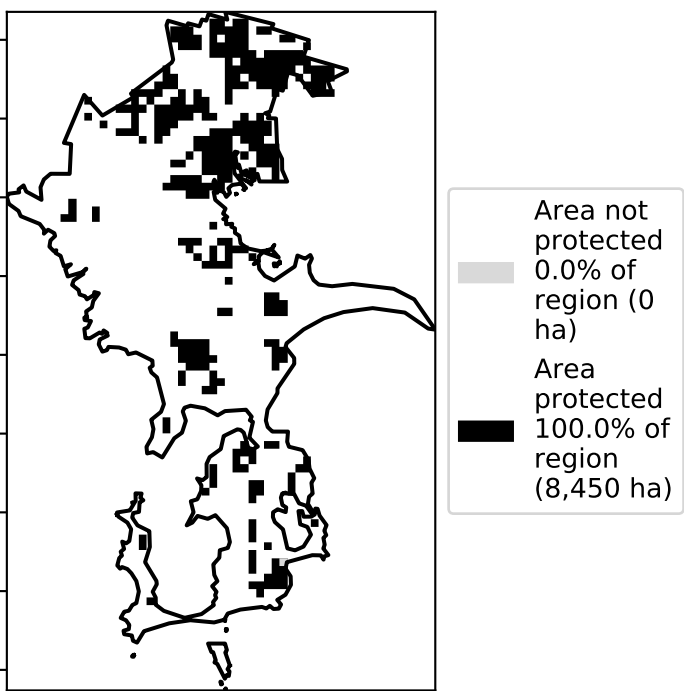 Area not
protected
0.0% of
region (0
ha)
Area
protected
100.0% of
region
(8,450 ha)